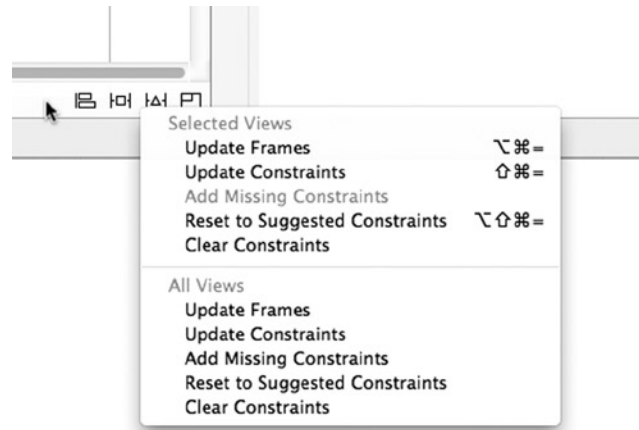 Selected Views
Update Frames ⌥⌘=
Update Constraints ⇧⌘=
Add Missing Constraints
Reset to Suggested Constraints ⌥⇧⌘=
Clear Constraints
All Views
Update Frames
Update Constraints
Add Missing Constraints
Reset to Suggested Constraints
Clear Constraints